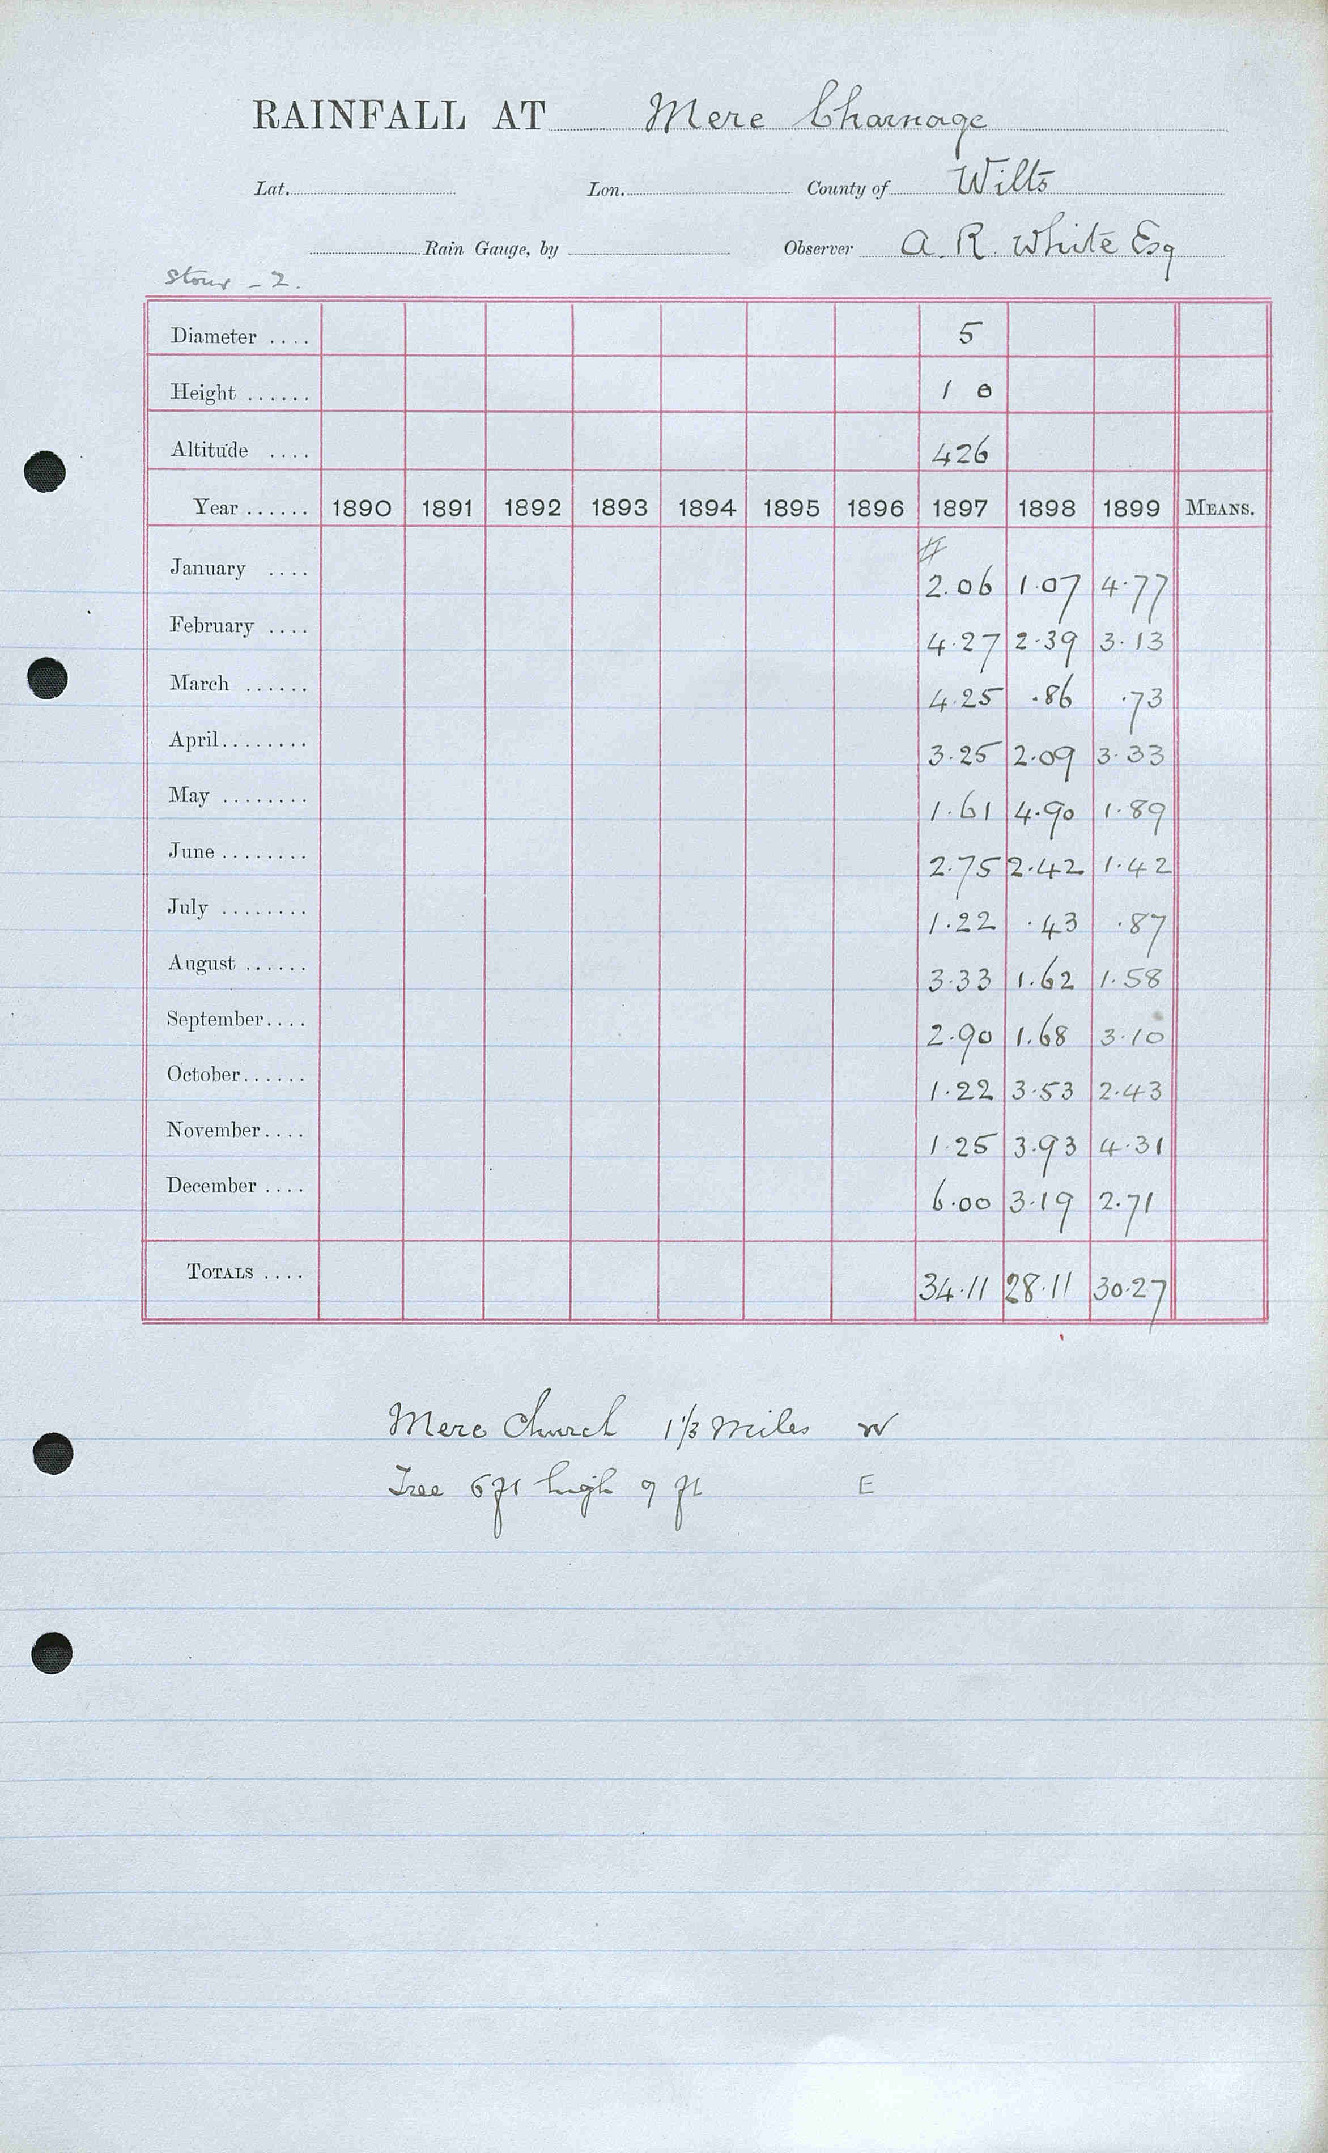 RAINFALL AT Mere Charnage
Lat. Lon. County of Wilts
Rain Gauge, by Observer A. R. White Esq
Stour - 2.
Diameter .... 5
Height ...... 1 0
Altitude .... 426
Year ...... 1890 1891 1892 1893 1894 1895 1896 1897 1898 1899 MEANS.
#
January .... 2.06 1.07 4.77
February .... 4.27 2.39 3.13
March ...... 4.25 .86 .73
April........ 3.25 2.09 3.33
May ........ 1.61 4.90 1.89
June ........ 2.75 2.42 1.42
July ........ 1.22 .43 .87
August ...... 3.33 1.62 1.58
September.... 2.90 1.68 3.10
October...... 1.22 3.53 2.43
November.... 1.25 3.93 4.31
December .... 6.00 3.19 2.71
TOTALS .... 34.11 28.11 30.27
Mere Church 1 1/3 miles W
Tree 6 ft high 9 ft E